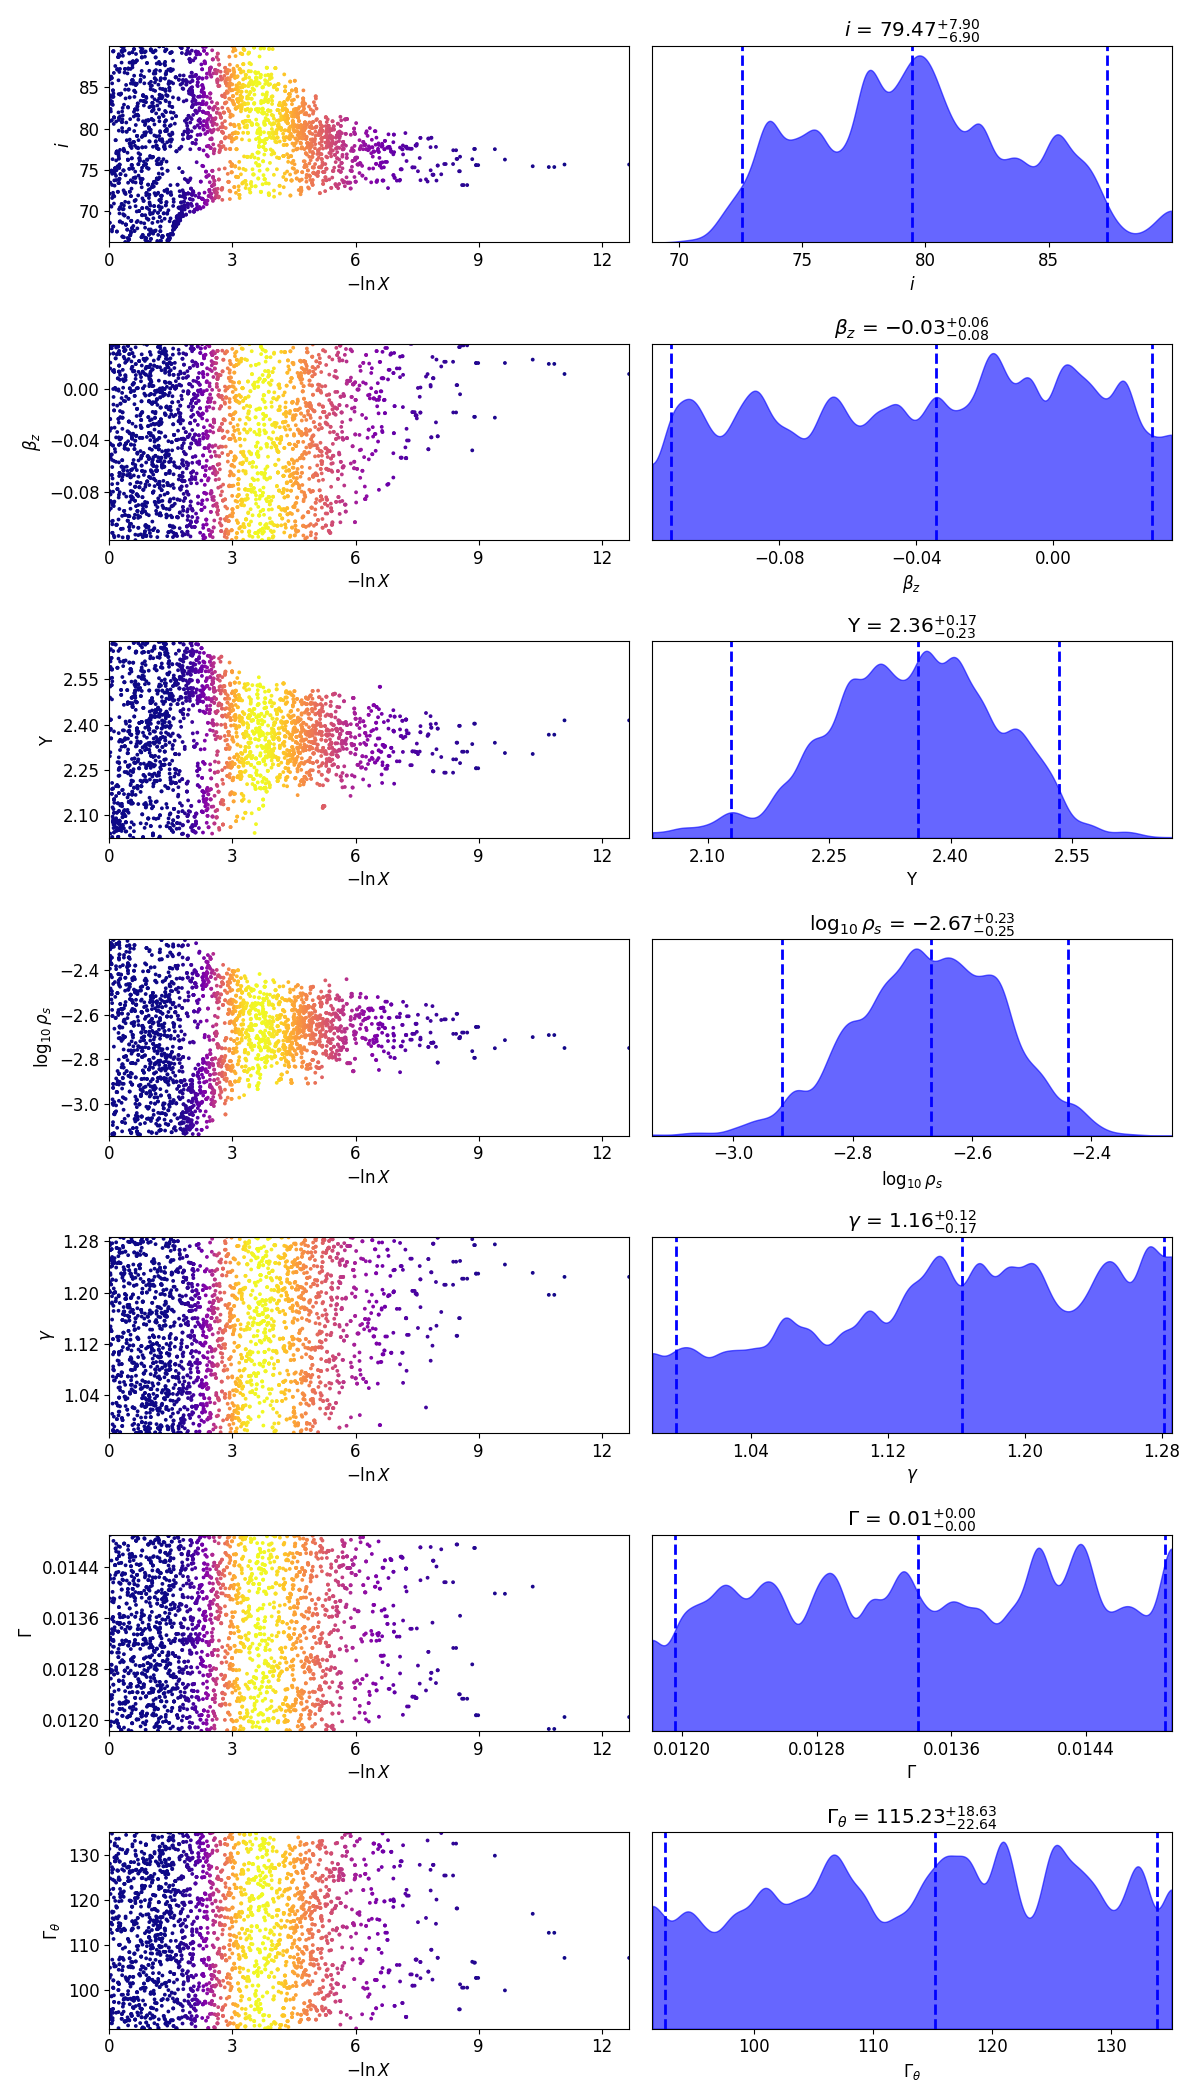 i = 79.47 +7.90 −6.90
85
80
75
70
i
0 3 6 9 12
−ln X
70 75 80 85
i
β_z = −0.03 +0.06 −0.08
0.00
−0.04
−0.08
β_z
0 3 6 9 12
−ln X
−0.08 −0.04 0.00
β_z
Υ = 2.36 +0.17 −0.23
2.55
2.40
2.25
2.10
Υ
0 3 6 9 12
−ln X
2.10 2.25 2.40 2.55
Υ
log₁₀ ρ_s = −2.67 +0.23 −0.25
−2.4
−2.6
−2.8
−3.0
log₁₀ ρ_s
0 3 6 9 12
−ln X
−3.0 −2.8 −2.6 −2.4
log₁₀ ρ_s
γ = 1.16 +0.12 −0.17
1.28
1.20
1.12
1.04
γ
0 3 6 9 12
−ln X
1.04 1.12 1.20 1.28
γ
Γ = 0.01 +0.00 −0.00
0.0144
0.0136
0.0128
0.0120
Γ
0 3 6 9 12
−ln X
0.0120 0.0128 0.0136 0.0144
Γ
Γ_θ = 115.23 +18.63 −22.64
130
120
110
100
Γ_θ
0 3 6 9 12
−ln X
100 110 120 130
Γ_θ